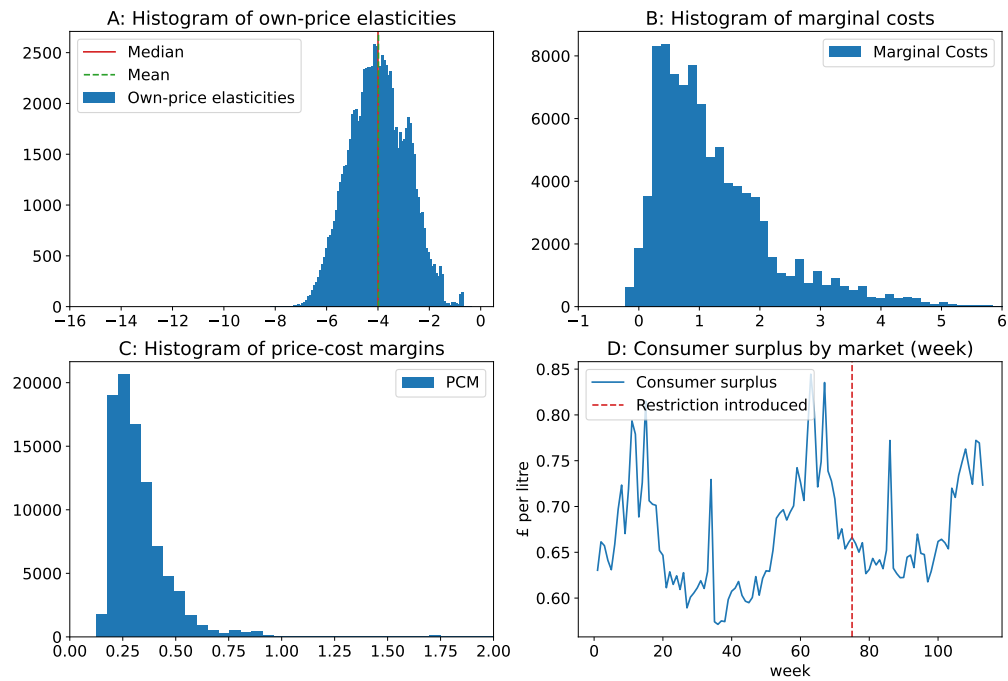 A: Histogram of own-price elasticities
Median
Mean
Own-price elasticities
2500
2000
1500
1000
500
0
−16 −14 −12 −10 −8 −6 −4 −2 0
B: Histogram of marginal costs
Marginal Costs
8000
6000
4000
2000
0
−1 0 1 2 3 4 5 6
C: Histogram of price-cost margins
PCM
20000
15000
10000
5000
0
0.00 0.25 0.50 0.75 1.00 1.25 1.50 1.75 2.00
D: Consumer surplus by market (week)
Consumer surplus
Restriction introduced
£ per litre
0.85
0.80
0.75
0.70
0.65
0.60
0 20 40 60 80 100
week